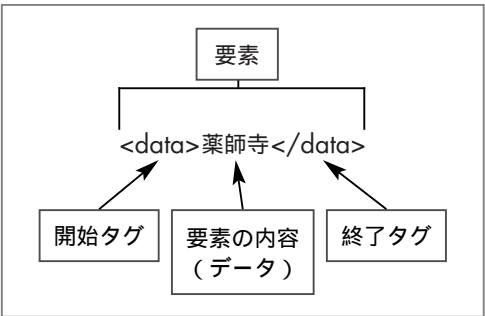 要素
<data>薬師寺</data>
開始タグ
要素の内容
（データ）
終了タグ